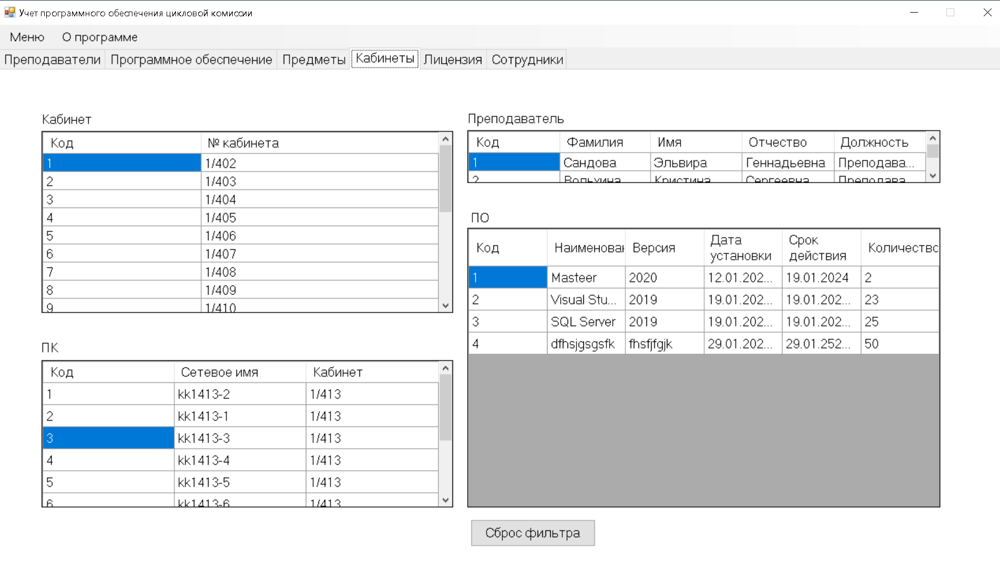 Учет программного обеспечения цикловой комиссии
Меню О программе
Преподаватели Программное обеспечение Предметы Кабинеты Лицензия Сотрудники
Кабинет
Код № кабинета
1 1/402
2 1/403
3 1/404
4 1/405
5 1/406
6 1/407
7 1/408
8 1/409
9 1/410
ПК
Код Сетевое имя Кабинет
1 kk1413-2 1/413
2 kk1413-1 1/413
3 kk1413-3 1/413
4 kk1413-4 1/413
5 kk1413-5 1/413
6 kk1413-6 1/413
Преподаватель
Код Фамилия Имя Отчество Должность
1 Сандова Эльвира Геннадьевна Преподава...
2 Вольхина Кристина Сергеевна Преподава
ПО
Код Наименован Версия Дата установки Срок действия Количество
1 Masteer 2020 12.01.202... 19.01.2024 2
2 Visual Stu... 2019 19.01.202... 19.01.202... 23
3 SQL Server 2019 19.01.202... 19.01.202... 25
4 dfhsjgsgsfk fhsfjfgjk 29.01.202... 29.01.252... 50
Сброс фильтра